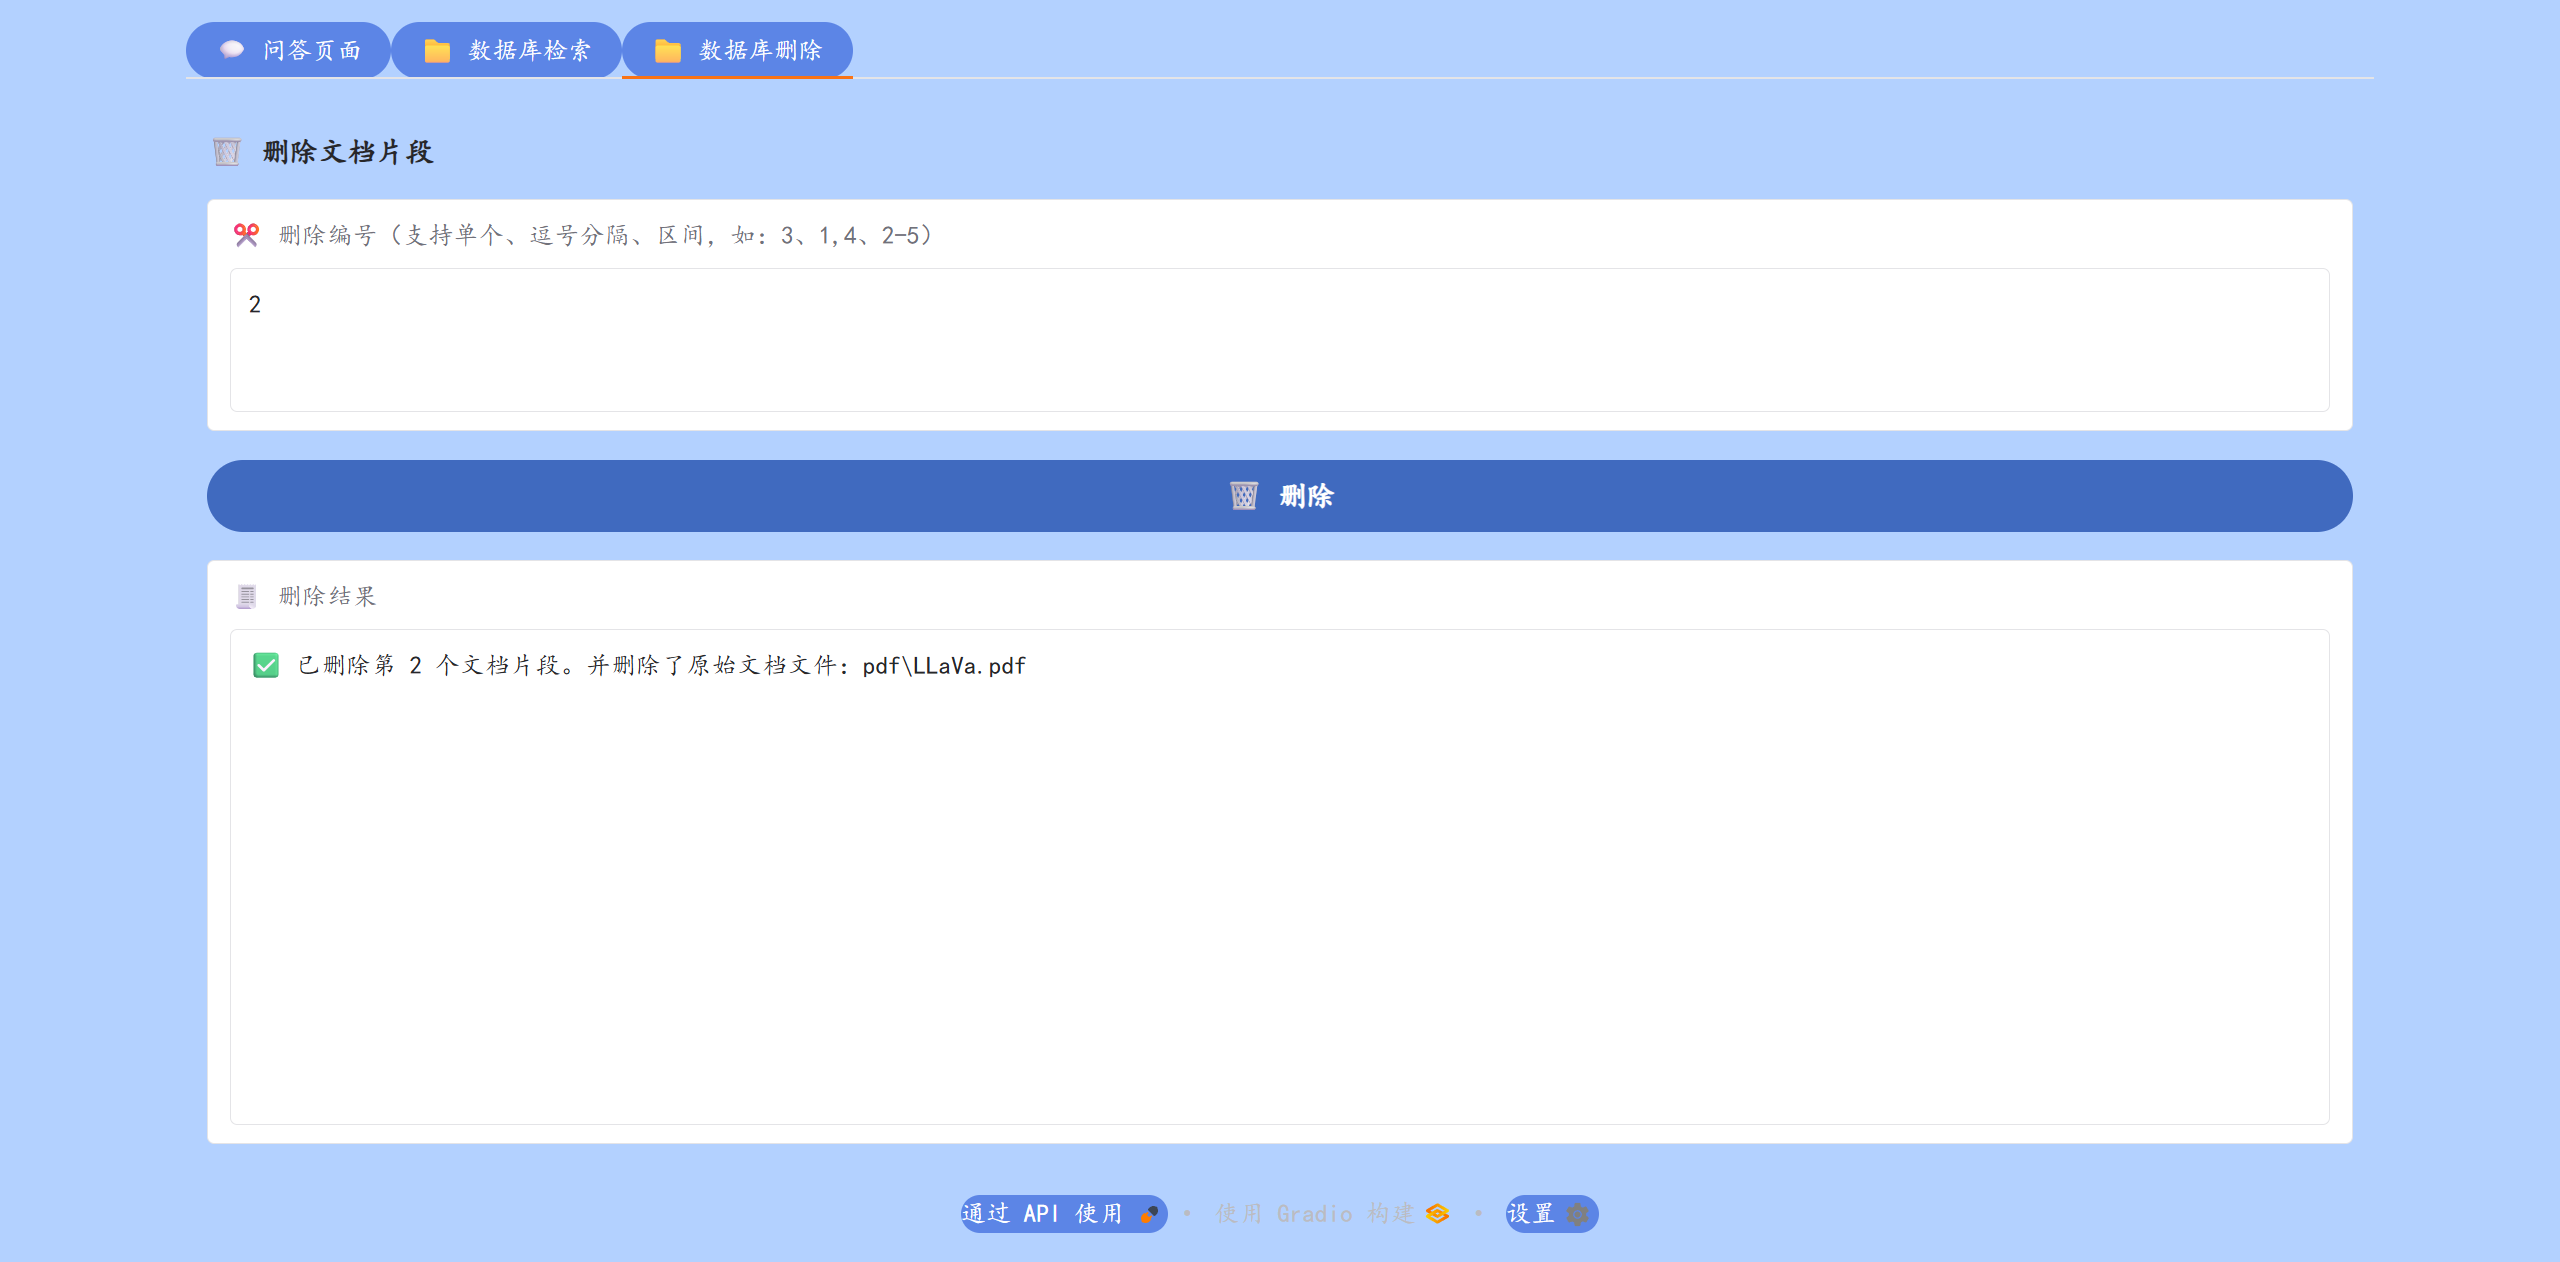 问答页面 数据库检索 数据库删除
删除文档片段
删除编号（支持单个、逗号分隔、区间，如：3、1,4、2-5）
2
删除
删除结果
已删除第 2 个文档片段。并删除了原始文档文件：pdf\LLaVa.pdf
通过 API 使用 · 使用 Gradio 构建 · 设置